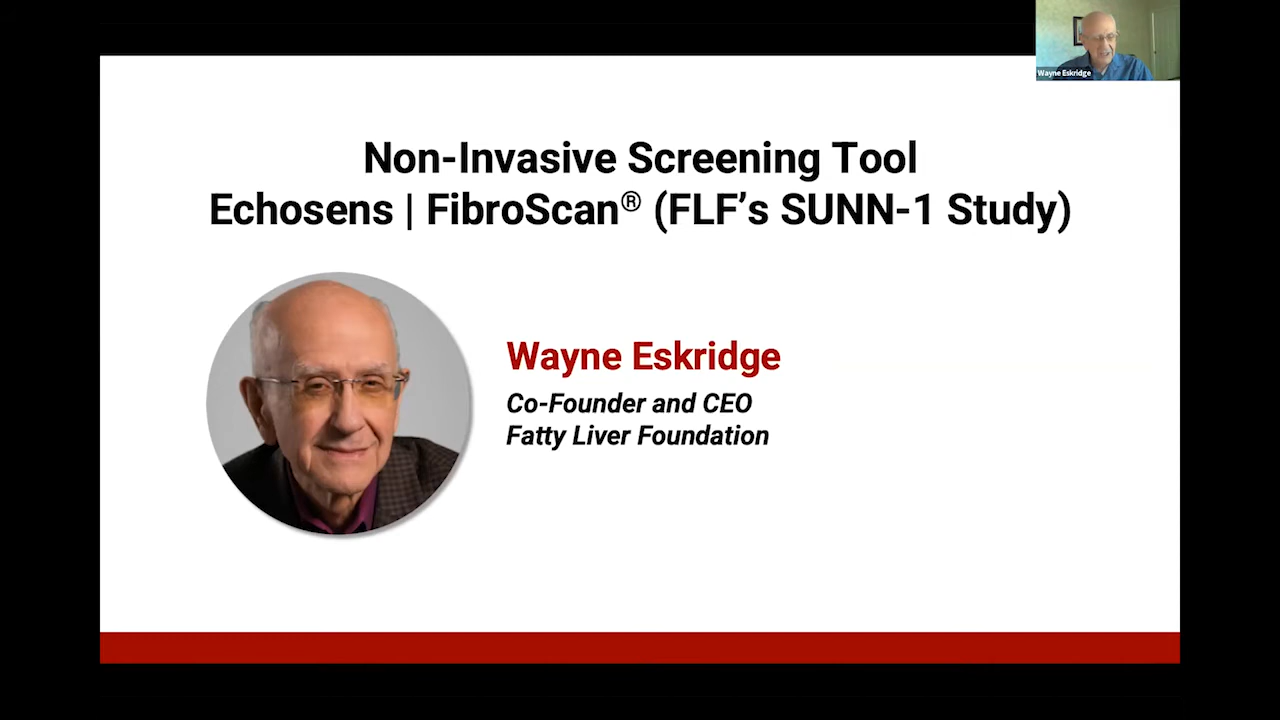 Wayne Eskridge
Non-Invasive Screening Tool
Echosens | FibroScan® (FLF’s SUNN-1 Study)
Wayne Eskridge
Co-Founder and CEO
Fatty Liver Foundation